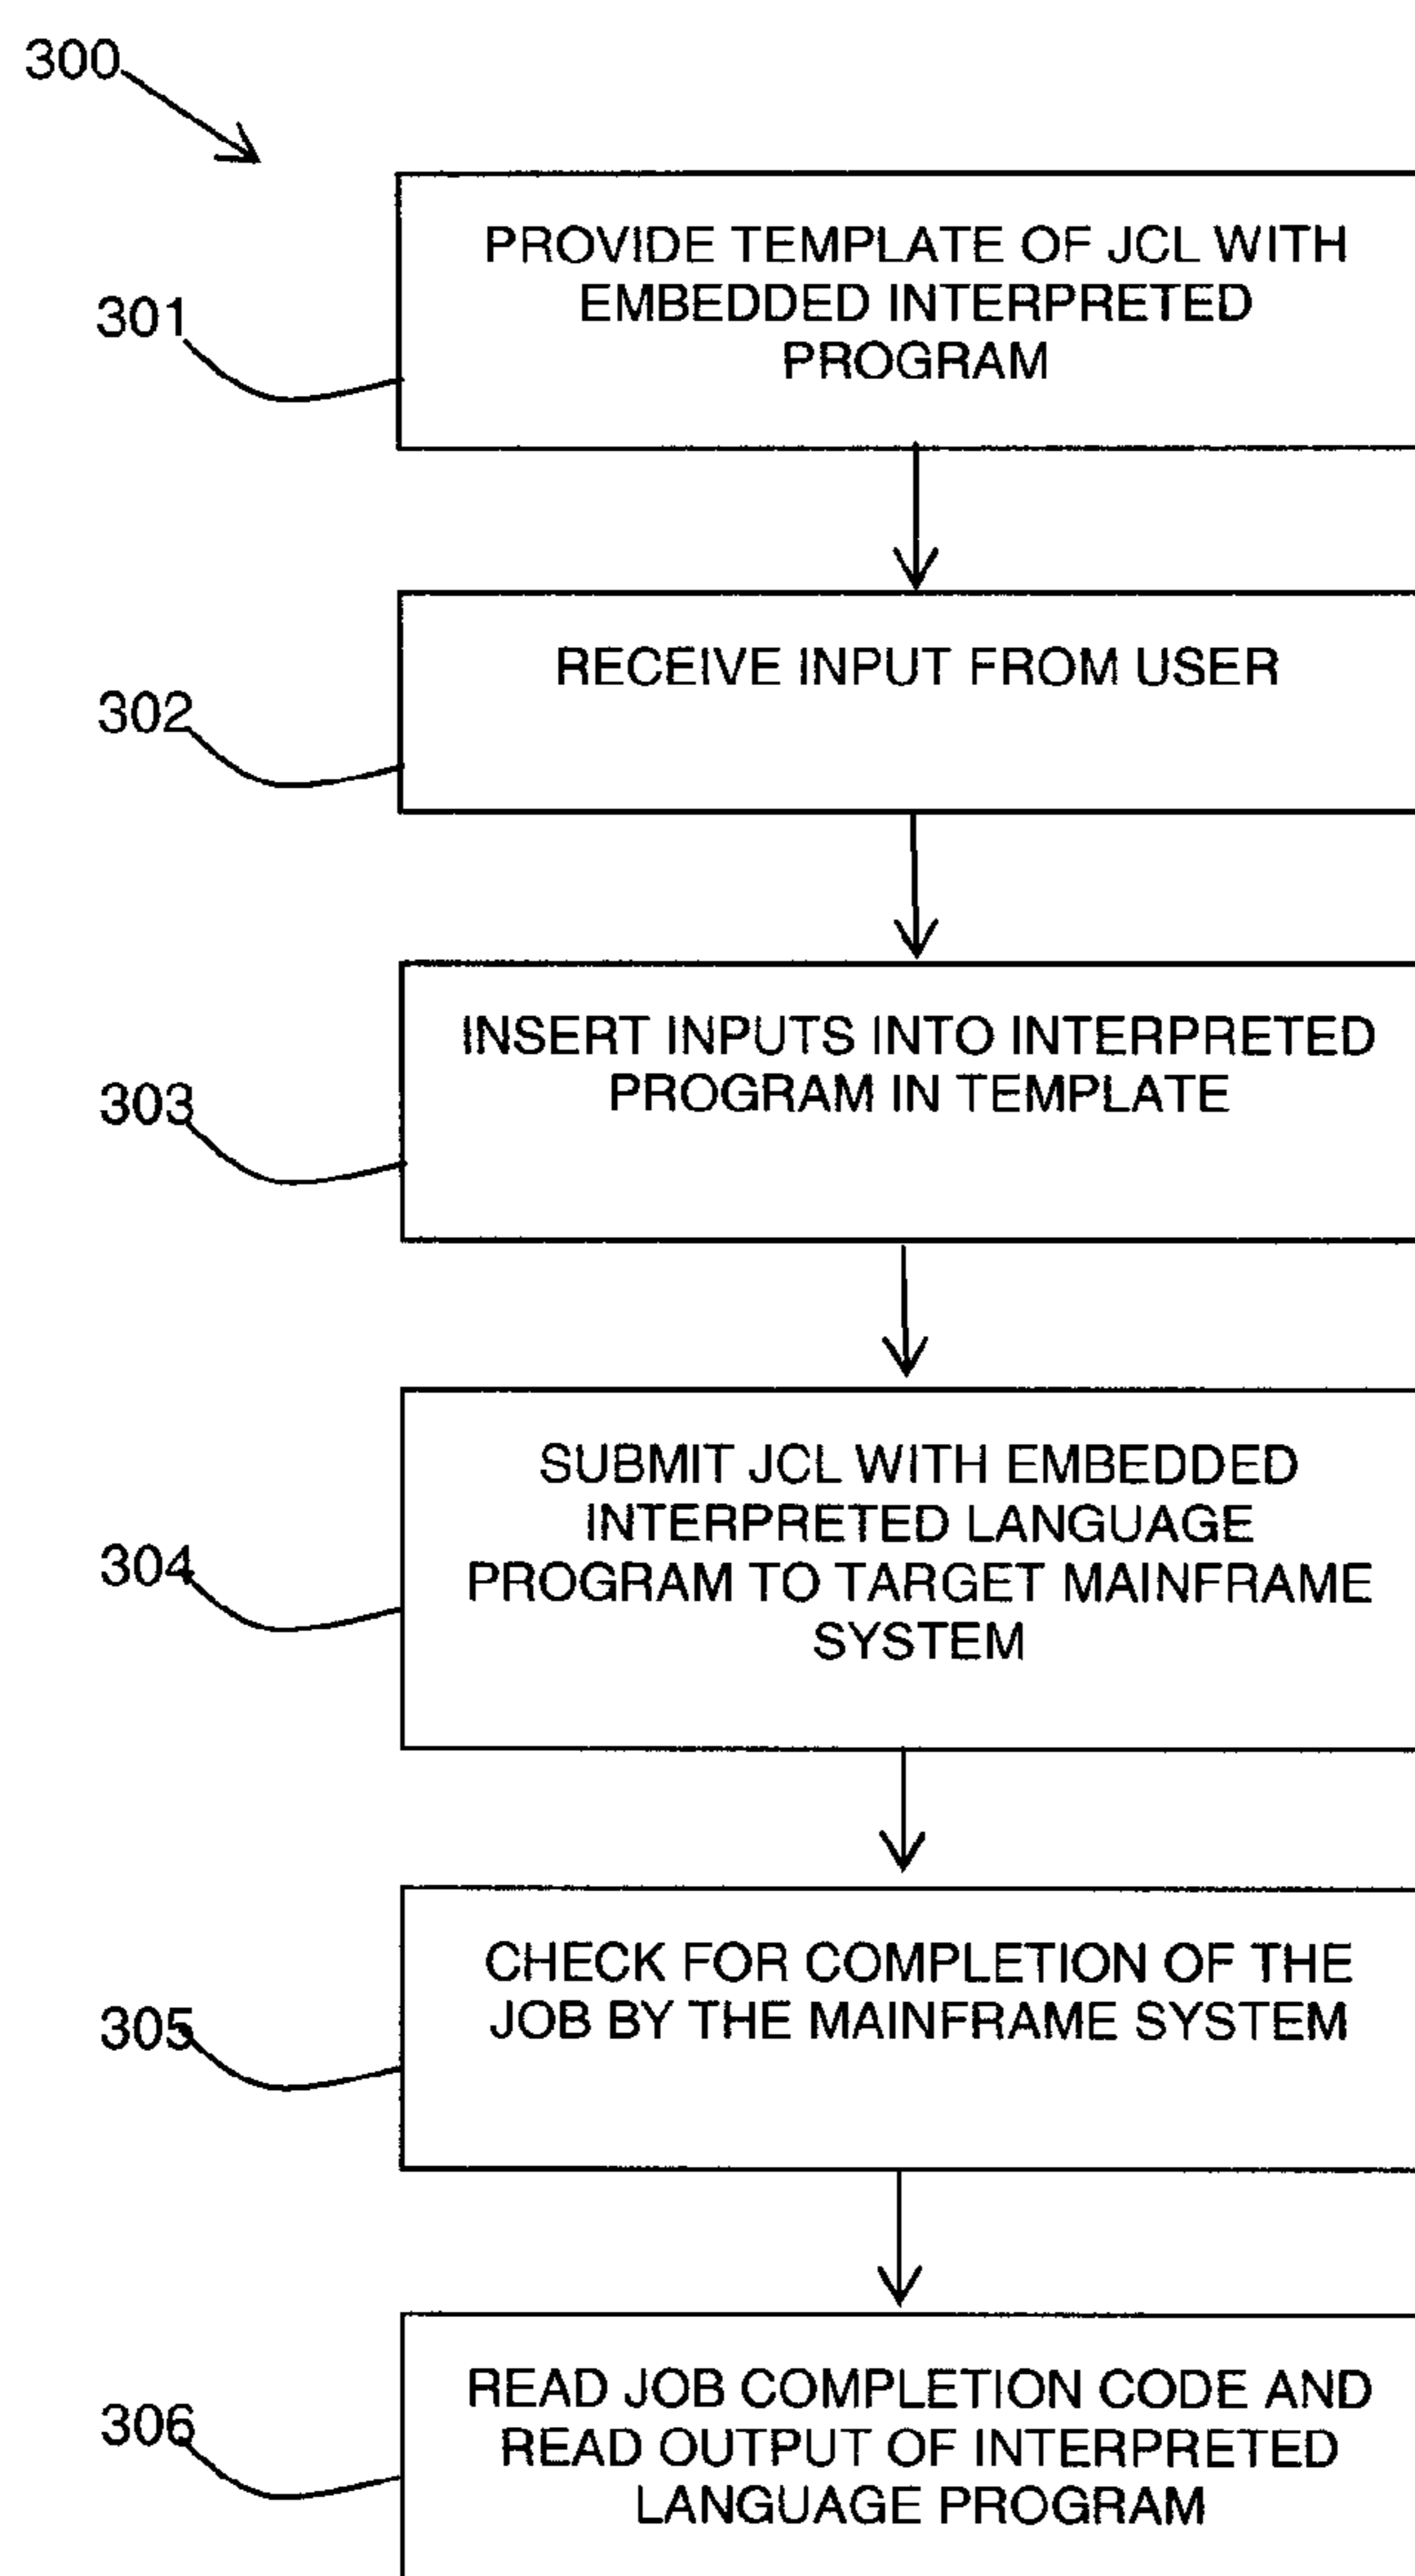 300
PROVIDE TEMPLATE OF JCL WITH
EMBEDDED INTERPRETED
PROGRAM
301
RECEIVE INPUT FROM USER
302
INSERT INPUTS INTO INTERPRETED
PROGRAM IN TEMPLATE
303
SUBMIT JCL WITH EMBEDDED
INTERPRETED LANGUAGE
PROGRAM TO TARGET MAINFRAME
SYSTEM
304
CHECK FOR COMPLETION OF THE
JOB BY THE MAINFRAME SYSTEM
305
READ JOB COMPLETION CODE AND
READ OUTPUT OF INTERPRETED
LANGUAGE PROGRAM
306